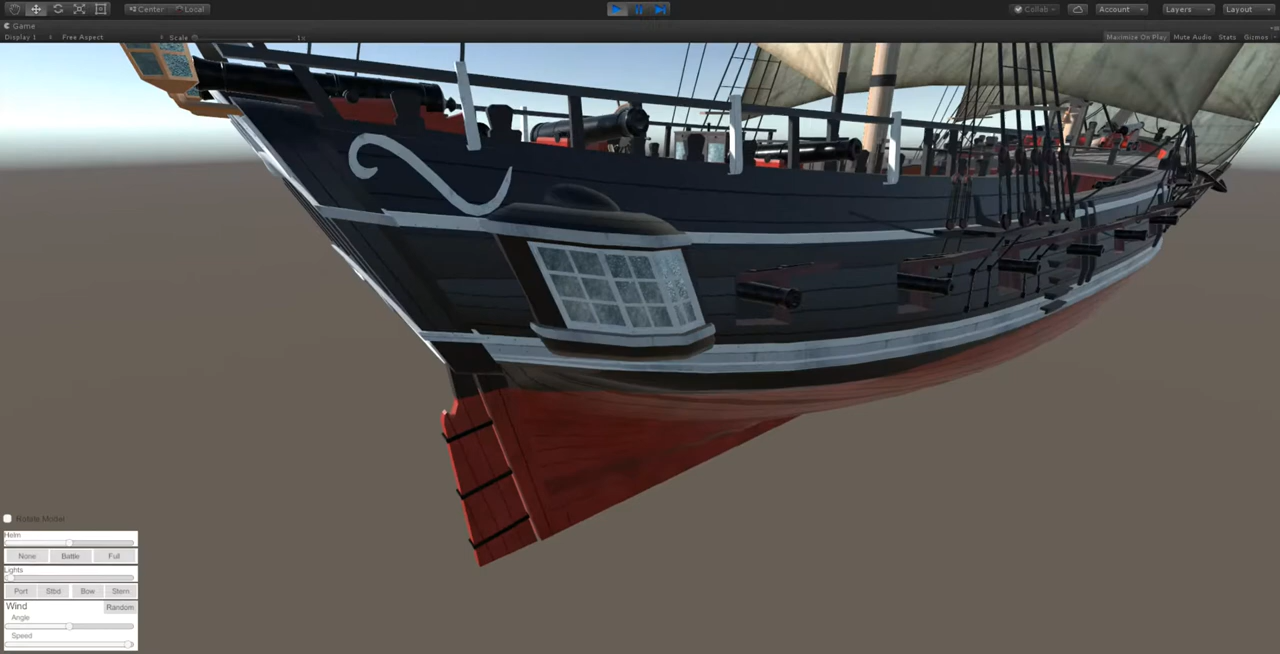 Center Local Collab Account Layers Layout
Game
Display 1 Free Aspect Scale 1x Maximize On Play Mute Audio Stats Gizmos
Rotate Model
Helm
None Battle Full
Lights
Port Stbd Bow Stern
Wind Random
Angle
Speed